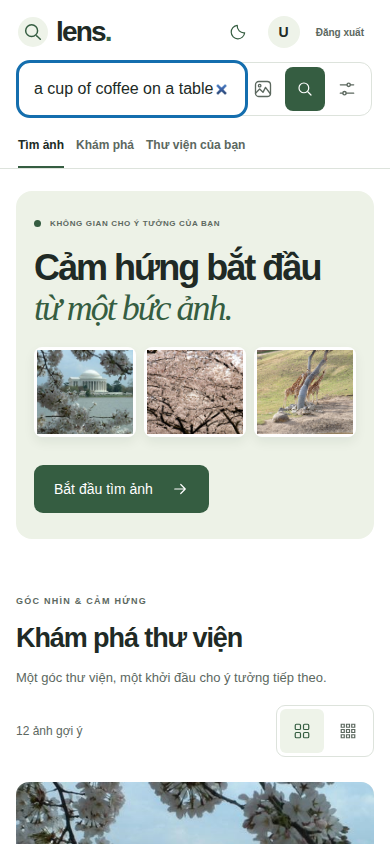 lens.
U
Đăng xuất
a cup of coffee on a table
Tìm ảnh
Khám phá
Thư viện của bạn
KHÔNG GIAN CHO Ý TƯỞNG CỦA BẠN
Cảm hứng bắt đầu
từ một bức ảnh.
Bắt đầu tìm ảnh
GÓC NHÌN & CẢM HỨNG
Khám phá thư viện
Một góc thư viện, một khởi đầu cho ý tưởng tiếp theo.
12 ảnh gợi ý